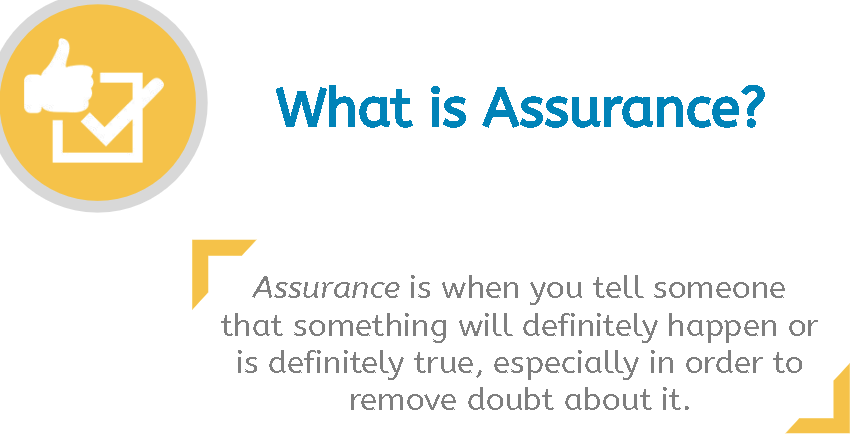 What is Assurance?
Assurance is when you tell someone
that something will definitely happen or
is definitely true, especially in order to
remove doubt about it.